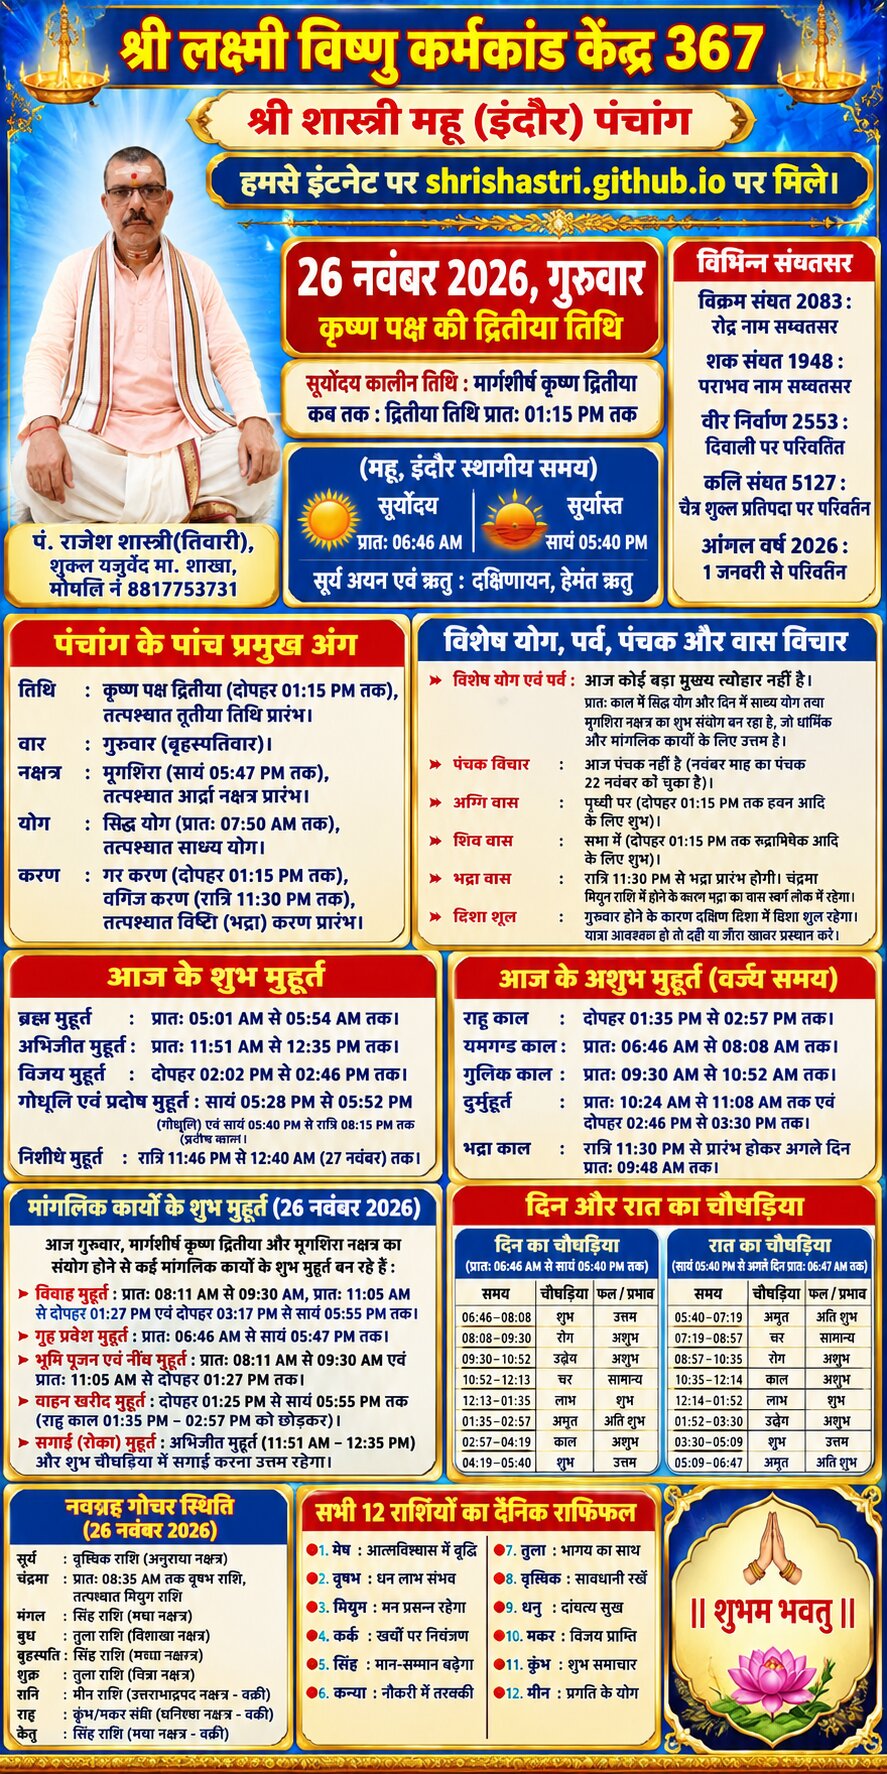 श्री लक्ष्मी विष्णु कर्मकांड केंद्र 367
श्री शास्त्री महू (इंदौर) पंचांग
हमसे इंटनेट पर shrishastri.github.io पर मिले।
26 नवंबर 2026, गुरुवार
कृष्ण पक्ष की द्वितीया तिथि
सूर्योदय कालीन तिथि : मार्गशीर्ष कृष्ण द्वितीया
कब तक : द्वितीया तिथि प्रातः 01:15 PM तक
(महू, इंदौर स्थागीय समय)
सूर्योदय
प्रातः 06:46 AM
सूर्यास्त
सायं 05:40 PM
सूर्य अयन एवं ऋतु : दक्षिणायन, हेमंत ऋतु
विभिन्न संघतसर
विक्रम संघत 2083 :
रोद्र नाम सम्वतसर
शक संघत 1948 :
पराभव नाम सम्वतसर
वीर निर्वाण 2553 :
दिवाली पर परिवर्तित
कलि संघत 5127 :
चैत्र शुक्ल प्रतिपदा पर परिवर्तन
आंगल वर्ष 2026 :
1 जनवरी से परिवर्तन
पं. राजेश शास्त्री(तिवारी),
शुक्ल यजुर्वेद मा. शाखा,
मोषलि नं 8817753731
पंचांग के पांच प्रमुख अंग
तिथि : कृष्ण पक्ष द्वितीया (दोपहर 01:15 PM तक),
तत्पश्चात तृतीया तिथि प्रारंभ।
वार : गुरुवार (बृहस्पतिवार)।
नक्षत्र : मृगशिरा (सायं 05:47 PM तक),
तत्पश्चात आर्द्रा नक्षत्र प्रारंभ।
योग : सिद्ध योग (प्रातः 07:50 AM तक),
तत्पश्चात साध्य योग।
करण : गर करण (दोपहर 01:15 PM तक),
वगिज करण (रात्रि 11:30 PM तक),
तत्पश्चात विष्टि (भद्रा) करण प्रारंभ।
विशेष योग, पर्व, पंचक और वास विचार
विशेष योग एवं पर्व : आज कोई बड़ा मुख्य त्योहार नहीं है।
प्रातः काल में सिद्ध योग और दिन में साध्य योग तथा
मृगशिरा नक्षत्र का शुभ संयोग बन रहा है, जो धार्मिक
और मांगलिक कार्यों के लिए उत्तम है।
पंचक विचार : आज पंचक नहीं है (नवंबर माह का पंचक
22 नवंबर को चुका है)।
अग्नि वास : पृथ्वी पर (दोपहर 01:15 PM तक हवन आदि
के लिए शुभ)।
शिव वास : सभा में (दोपहर 01:15 PM तक रुद्राभिषेक आदि
के लिए शुभ)।
भद्रा वास : रात्रि 11:30 PM से भद्रा प्रारंभ होगी। चंद्रमा
मियुन राशि में होने के कारण भद्रा का वास स्वर्ग लोक में रहेगा।
दिशा शूल : गुरुवार होने के कारण दक्षिण दिशा में दिशा शुल रहेगा।
यात्रा आवश्यक हो तो दही या जीरा खाकर प्रस्थान करें।
आज के शुभ मुहूर्त
ब्रह्म मुहूर्त : प्रातः 05:01 AM से 05:54 AM तक।
अभिजीत मुहूर्त : प्रातः 11:51 AM से 12:35 PM तक।
विजय मुहूर्त : दोपहर 02:02 PM से 02:46 PM तक।
गोधूलि एवं प्रदोष मुहूर्त : सायं 05:28 PM से 05:52 PM
(गोधूलि) एवं सायं 05:40 PM से रात्रि 08:15 PM तक
(प्रदोष काल।
निशीथे मुहूर्त : रात्रि 11:46 PM से 12:40 AM (27 नवंबर) तक।
आज के अशुभ मुहूर्त (वर्ज्य समय)
राहू काल : दोपहर 01:35 PM से 02:57 PM तक।
यमगण्ड काल : प्रातः 06:46 AM से 08:08 AM तक।
गुलिक काल : प्रातः 09:30 AM से 10:52 AM तक।
दुर्मुहूर्त : प्रातः 10:24 AM से 11:08 AM तक एवं
दोपहर 02:46 PM से 03:30 PM तक।
भद्रा काल : रात्रि 11:30 PM से प्रारंभ होकर अगले दिन
प्रातः 09:48 AM तक।
मांगलिक कार्यों के शुभ मुहूर्त (26 नवंबर 2026)
आज गुरुवार, मार्गशीर्ष कृष्ण द्वितीया और मृगशिरा नक्षत्र का
संयोग होने से कई मांगलिक कार्यों के शुभ मुहूर्त बन रहे हैं :
विवाह मुहूर्त : प्रातः 08:11 AM से 09:30 AM, प्रातः 11:05 AM
से दोपहर 01:27 PM एवं दोपहर 03:17 PM से सायं 05:55 PM तक।
गृह प्रवेश मुहूर्त : प्रातः 06:46 AM से सायं 05:47 PM तक।
भूमि पूजन एवं नींव मुहूर्त : प्रातः 08:11 AM से 09:30 AM एवं
प्रातः 11:05 AM से दोपहर 01:27 PM तक।
वाहन खरीद मुहूर्त : दोपहर 01:25 PM से सायं 05:55 PM तक
(राहू काल 01:35 PM – 02:57 PM को छोड़कर)।
सगाई (रोका) मुहूर्त : अभिजीत मुहूर्त (11:51 AM – 12:35 PM)
और शुभ चौघड़िया में सगाई करना उत्तम रहेगा।
दिन और रात का चौषड़िया
दिन का चौषड़िया
(प्रातः 06:46 AM से सायं 05:40 PM तक)
समय चौषड़िया फल / प्रभाव
06:46–08:08 शुभ उत्तम
08:08–09:30 रोग अशुभ
09:30–10:52 उद्वेय अशुभ
10:52–12:13 चर सामान्य
12:13–01:35 लाभ शुभ
01:35–02:57 अमृत अति शुभ
02:57–04:19 काल अशुभ
04:19–05:40 शुभ उत्तम
रात का चौषड़िया
(सायं 05:40 PM से अगले दिन प्रातः 06:47 AM तक)
समय चौषड़िया फल / प्रभाव
05:40–07:19 अमृत अति शुभ
07:19–08:57 चर सामान्य
08:57–10:35 रोग अशुभ
10:35–12:14 काल अशुभ
12:14–01:52 लाभ शुभ
01:52–03:30 उद्वेग अशुभ
03:30–05:09 शुभ उत्तम
05:09–06:47 अमृत अति शुभ
नवग्रह गोचर स्थिति
(26 नवंबर 2026)
सूर्य : वृश्चिक राशि (अनुराया नक्षत्र)
चंद्रमा : प्रातः 08:35 AM तक वृषभ राशि,
तत्पश्चात मियुग राशि
मंगल : सिंह राशि (मघा नक्षत्र)
बुध : तुला राशि (विशाखा नक्षत्र)
बृहस्पति : सिंह राशि (मघा नक्षत्र)
शुक्र : तुला राशि (चित्रा नक्षत्र)
रानि : मीन राशि (उत्तराभाद्रपद नक्षत्र - वक्री)
राहु : कुंभ/मकर संधी (धनिष्ठा नक्षत्र - वक्री)
केतु : सिंह राशि (मया नक्षत्र - वक्री)
सभी 12 राशियों का दैनिक राफिफल
1. मेष : आत्मविश्वास में वृद्धि
2. वृषभ : धन लाभ संभव
3. मियुम : मन प्रसन्न रहेगा
4. कर्क : खर्चों पर निवंजण
5. सिंह : मान-सम्मान बढ़ेगा
6. कन्या : नौकरी में तरक्की
7. तुला : भागय का साथ
8. वृश्चिक : सावधानी रखें
9. धनु : दांयत्य सुख
10. मकर : विजय प्राम्ति
11. कुंभ : शुभ समाचार
12. मीन : प्रगति के योग
|| शुभम भवतु ||